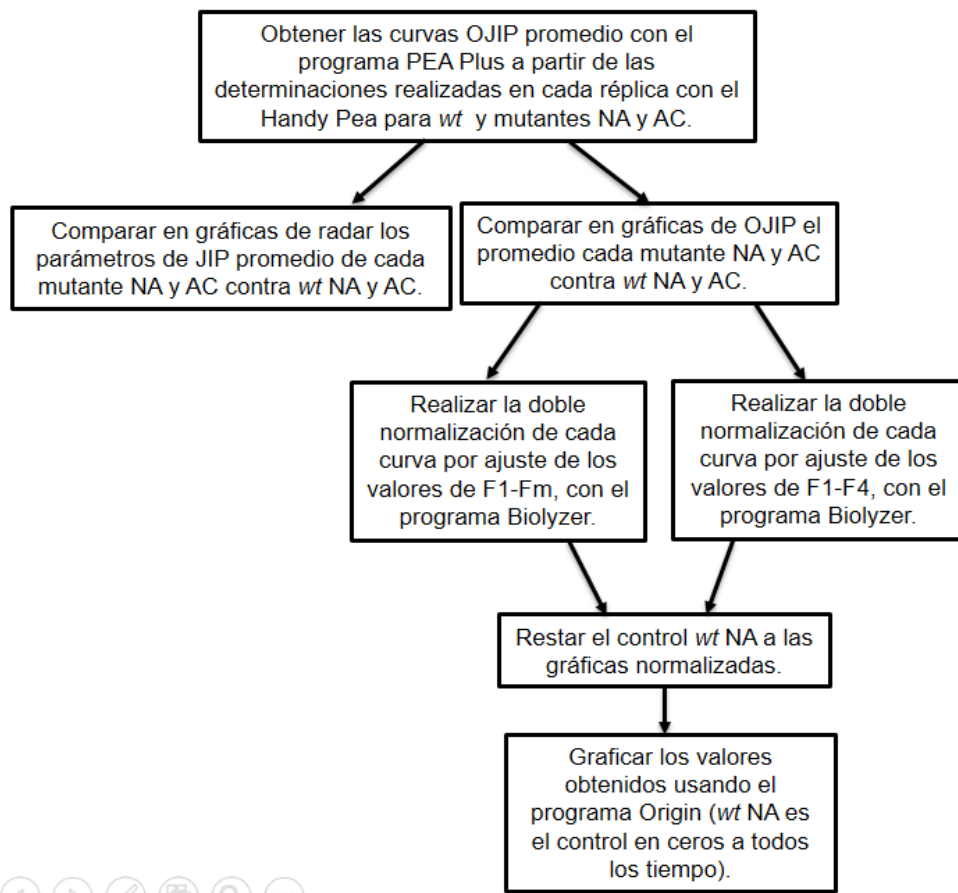 Obtener las curvas OJIP promedio con el
programa PEA Plus a partir de las
determinaciones realizadas en cada réplica con el
Handy Pea para wt y mutantes NA y AC.
Comparar en gráficas de radar los
parámetros de JIP promedio de cada
mutante NA y AC contra wt NA y AC.
Comparar en gráficas de OJIP el
promedio cada mutante NA y AC
contra wt NA y AC.
Realizar la doble
normalización de cada
curva por ajuste de los
valores de F1-Fm, con el
programa Biolyzer.
Realizar la doble
normalización de cada
curva por ajuste de los
valores de F1-F4, con el
programa Biolyzer.
Restar el control wt NA a las
gráficas normalizadas.
Graficar los valores
obtenidos usando el
programa Origin (wt NA es
el control en ceros a todos
los tiempo).